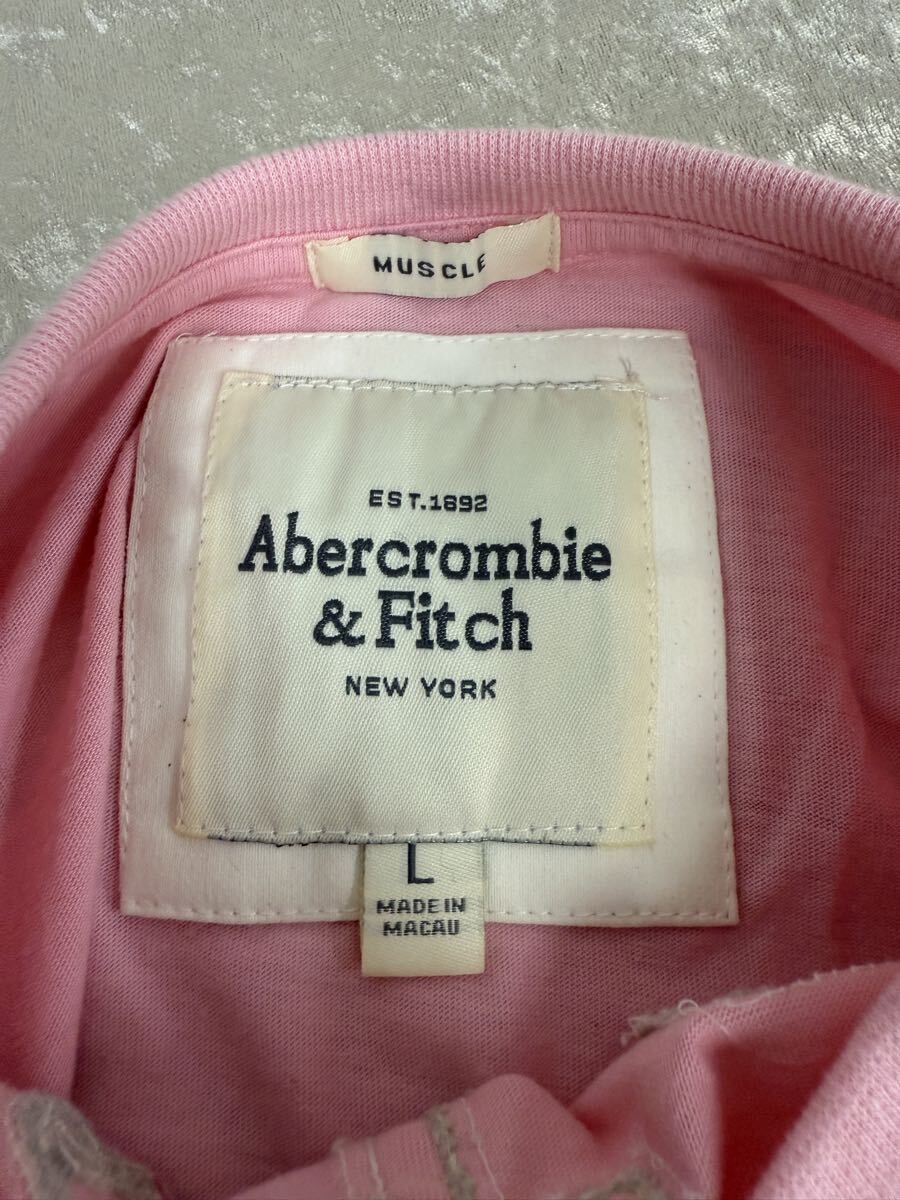 MUSCLE
EST.1892
Abercrombie
& Fitch
NEW YORK
L
MADE IN
MACAU